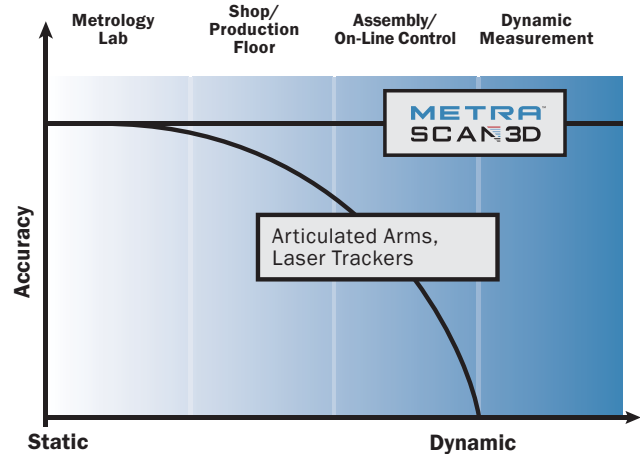 Metrology
Lab
Shop/
Production
Floor
Assembly/
On-Line Control
Dynamic
Measurement
Accuracy
METRA™
SCAN3D
Articulated Arms,
Laser Trackers
Static
Dynamic